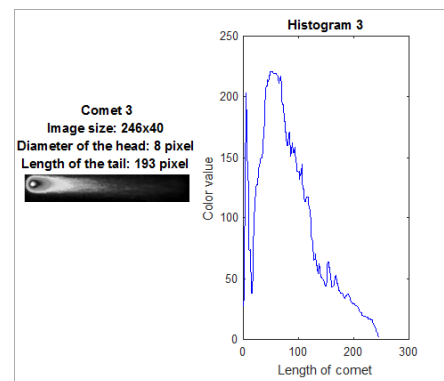 Comet 3
Image size: 246x40
Diameter of the head: 8 pixel
Length of the tail: 193 pixel
Histogram 3
Color value
250
200
150
100
50
0
0 100 200 300
Length of comet